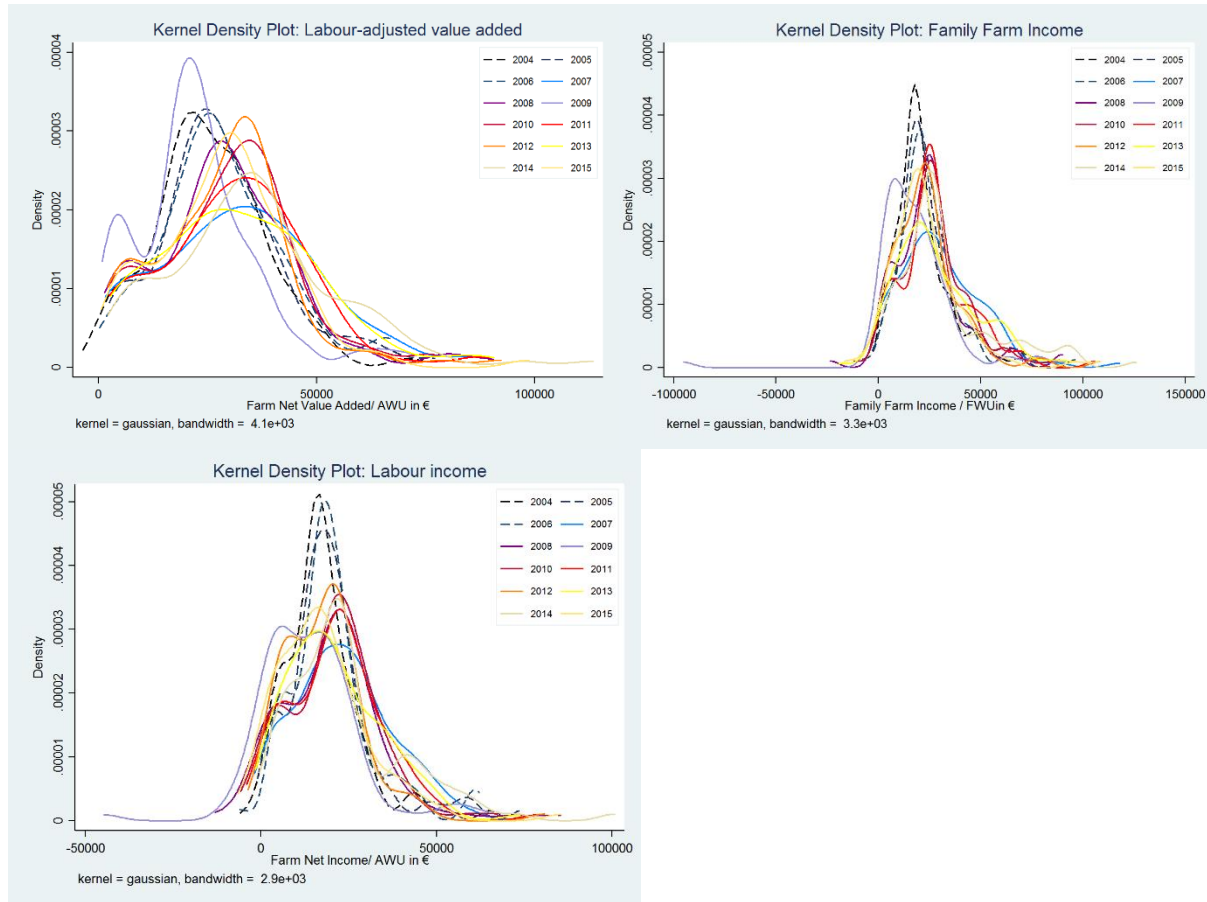 Kernel Density Plot: Labour-adjusted value added
.00004
.00003
.00002
.00001
0
Density
2004 2005
2006 2007
2008 2009
2010 2011
2012 2013
2014 2015
0 50000 100000
Farm Net Value Added/ AWU in €
kernel = gaussian, bandwidth = 4.1e+03
Kernel Density Plot: Family Farm Income
.00005
.00004
.00003
.00002
.00001
0
Density
2004 2005
2006 2007
2008 2009
2010 2011
2012 2013
2014 2015
-100000 -50000 0 50000 100000 150000
Family Farm Income / FWUin €
kernel = gaussian, bandwidth = 3.3e+03
Kernel Density Plot: Labour income
.00005
.00004
.00003
.00002
.00001
0
Density
2004 2005
2006 2007
2008 2009
2010 2011
2012 2013
2014 2015
-50000 0 50000 100000
Farm Net Income/ AWU in €
kernel = gaussian, bandwidth = 2.9e+03